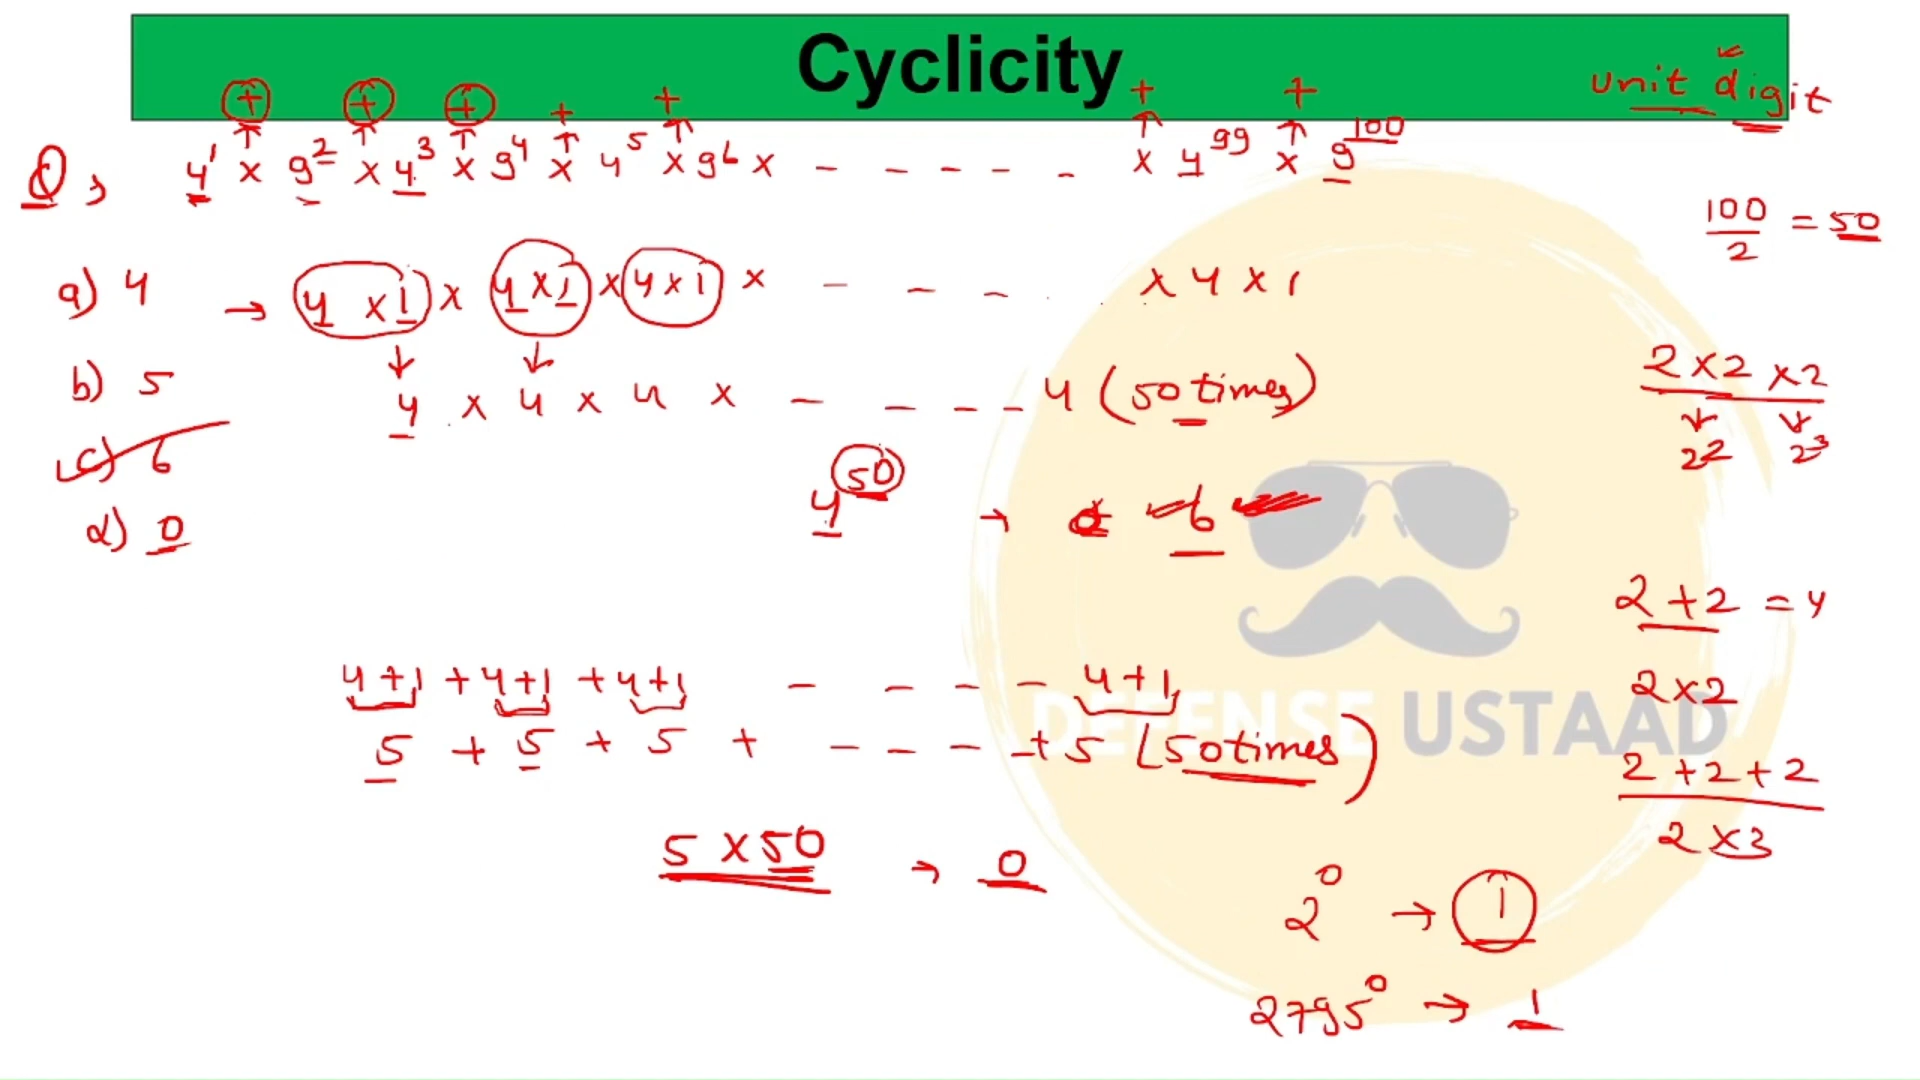 Cyclicity
unit digit
+ + + + + + +
Q, 4¹ × 9² × 4³ × 9⁴ × 4⁵ × 9⁶ × - - - - - × 4⁹⁹ × 9¹⁰⁰
100/2 = 50
a) 4 → 4 × 1 × 4 × 1 × 4 × 1 × - - - × 4 × 1
b) 5 4 × 4 × 4 × - - - - 4 (50 times)
2 × 2 × 2
2² 2³
c) 6
d) 0
4⁵⁰ → 6
2 + 2 = 4
4+1 + 4+1 + 4+1 - - - - 4+1
2 × 2
DEFENSE USTAAD
5 + 5 + 5 + - - - + 5 (50 times)
2 + 2 + 2
2 × 3
5 × 50 → 0
2⁰ → 1
2795⁰ → 1